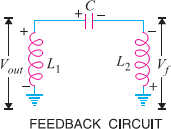 + C −
+ +
V_out L_1 L_2 V_f
− −
FEEDBACK CIRCUIT